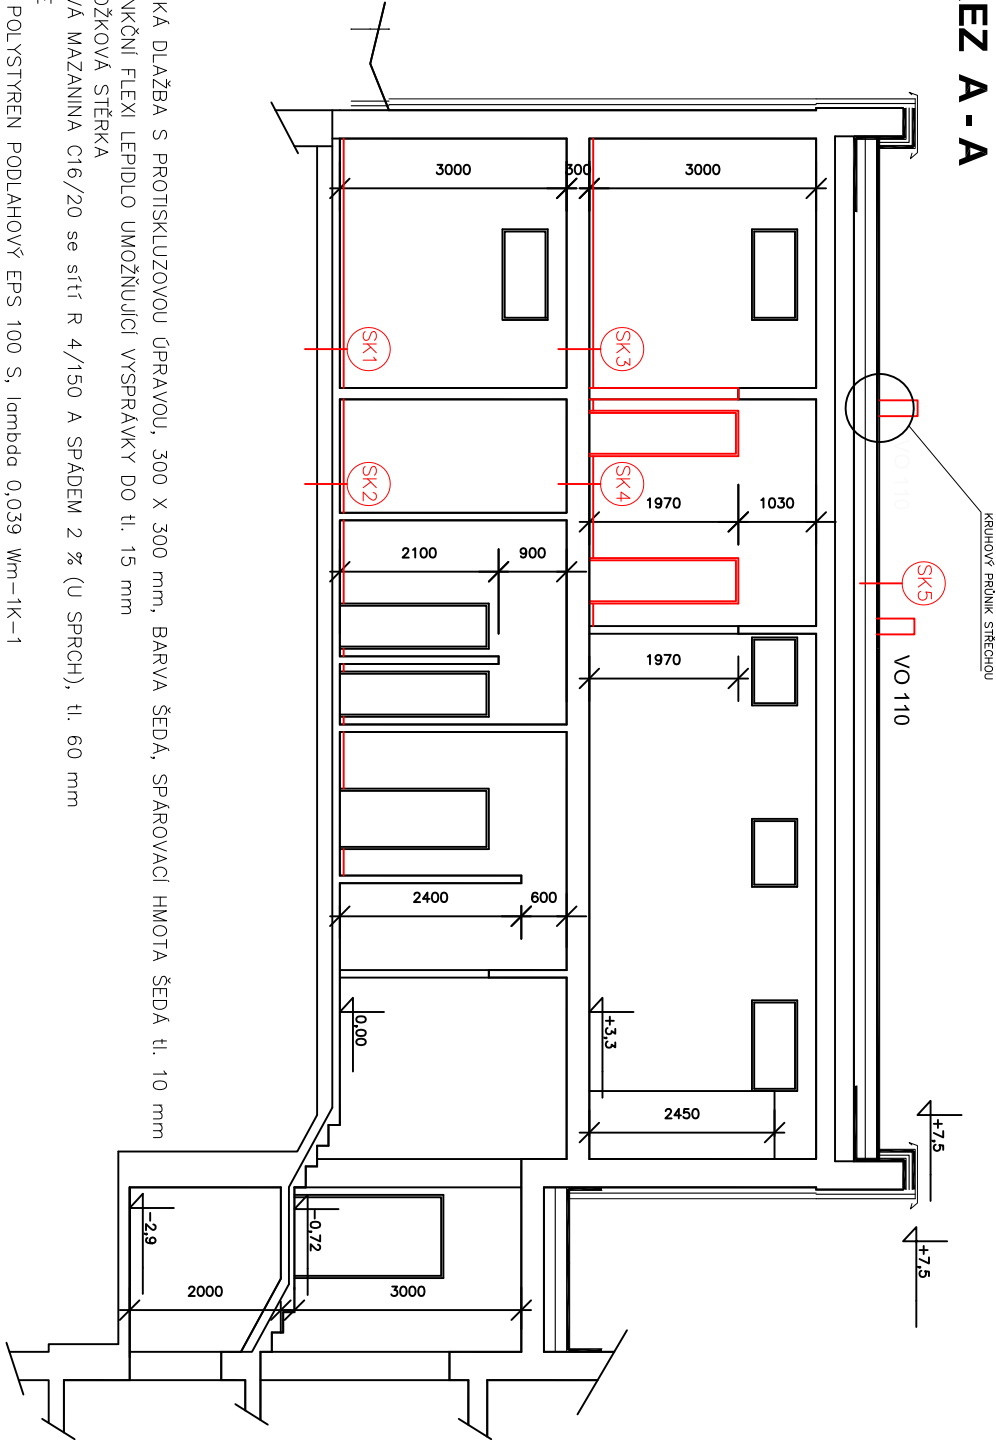 EZ A - A
KRUHOVÝ PRŮNIK STŘECHOU
SK5
VO 110
+7,5
+7,5
3000
300
3000
SK1
SK3
SK2
SK4
1970
1030
2100
900
1970
2400
600
0,00
+3,3
2450
-2,9
-0,72
2000
3000
KÁ DLAŽBA S PROTISKLUZOVOU ÚPRAVOU, 300 X 300 mm, BARVA ŠEDÁ, SPÁROVACÍ HMOTA ŠEDÁ tl. 10 mm
NKČNÍ FLEXI LEPIDLO UMOŽŇUJÍCÍ VYSPRÁVKY DO tl. 15 mm
OŽKOVÁ STĚRKA
VÁ MAZANINA C16/20 se sítí R 4/150 A SPÁDEM 2 % (U SPRCH), tl. 60 mm
E
POLYSTYREN PODLAHOVÝ EPS 100 S, lambda 0,039 Wm-1K-1